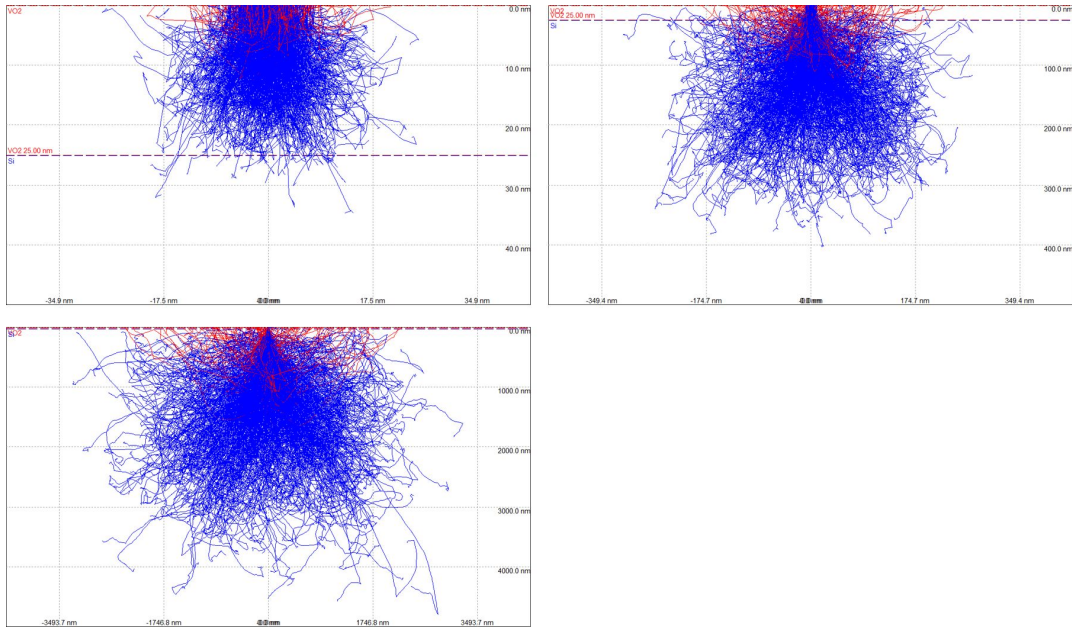 VO2 0.0 nm
10.0 nm
20.0 nm
VO2 25.00 nm
Si
30.0 nm
40.0 nm
-34.9 nm -17.5 nm 17.5 nm 34.9 nm
VO2 0.0 nm
VO2 25.00 nm
Si
100.0 nm
200.0 nm
300.0 nm
400.0 nm
-349.4 nm -174.7 nm 174.7 nm 349.4 nm
0.0 nm
1000.0 nm
2000.0 nm
3000.0 nm
4000.0 nm
-3493.7 nm -1746.8 nm 1746.8 nm 3493.7 nm